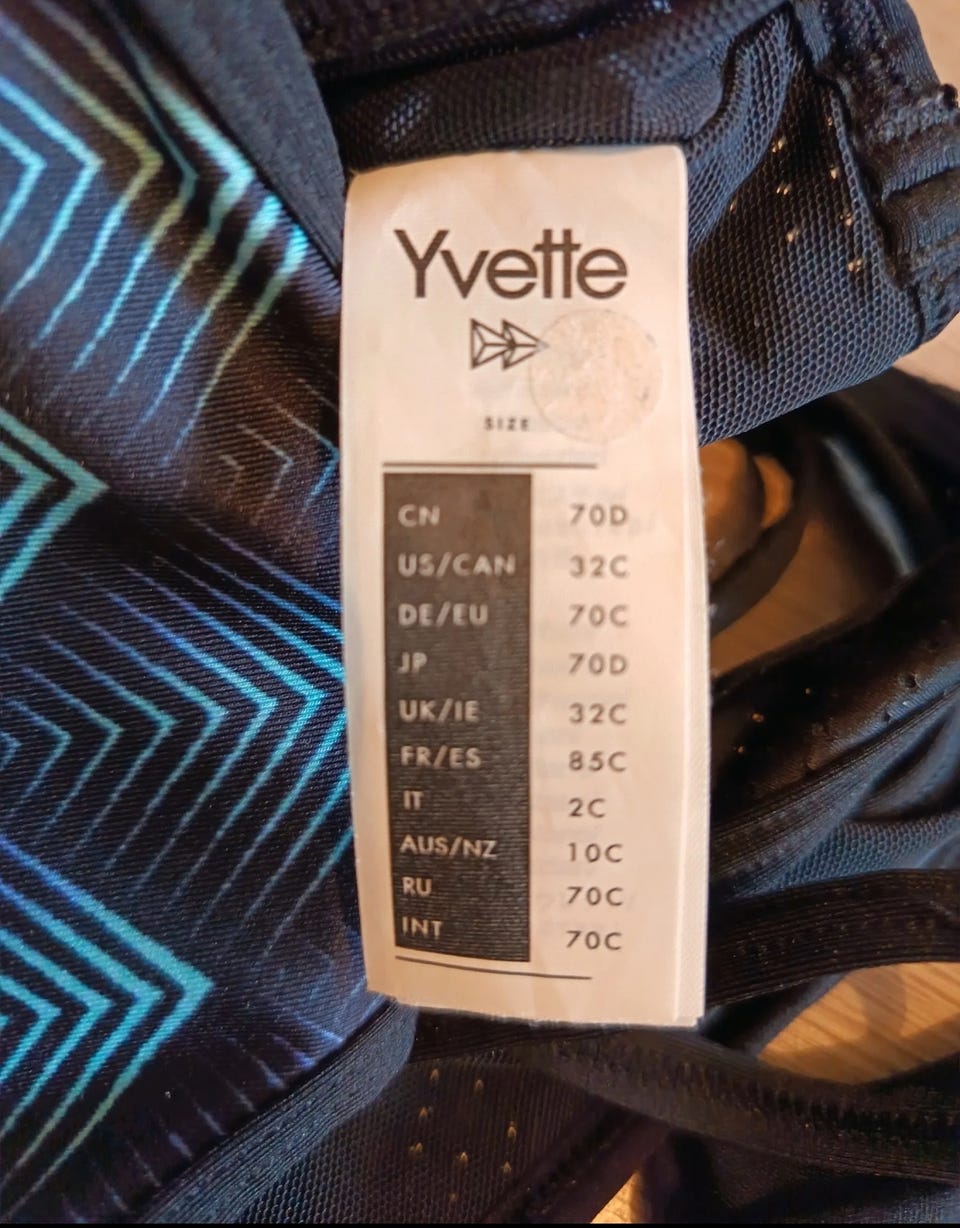 Yvette
SIZE
CN 70D
US/CAN 32C
DE/EU 70C
JP 70D
UK/IE 32C
FR/ES 85C
IT 2C
AUS/NZ 10C
RU 70C
INT 70C